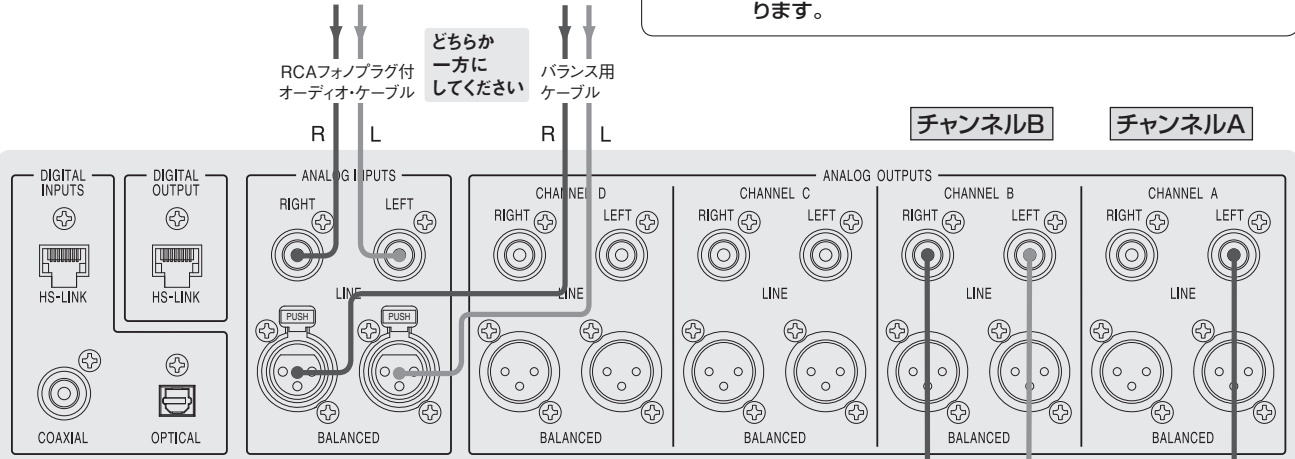 ります。
どちらか
一方に
してください
RCAフォノプラグ付
オーディオ・ケーブル
バランス用
ケーブル
R L
R L
チャンネルB チャンネルA
DIGITAL
INPUTS
DIGITAL
OUTPUT
ANALOG INPUTS
ANALOG OUTPUTS
CHANNEL D CHANNEL C CHANNEL B CHANNEL A
RIGHT LEFT RIGHT LEFT RIGHT LEFT RIGHT LEFT RIGHT LEFT
HS-LINK HS-LINK LINE LINE LINE LINE LINE
PUSH PUSH
COAXIAL OPTICAL BALANCED BALANCED BALANCED BALANCED BALANCED